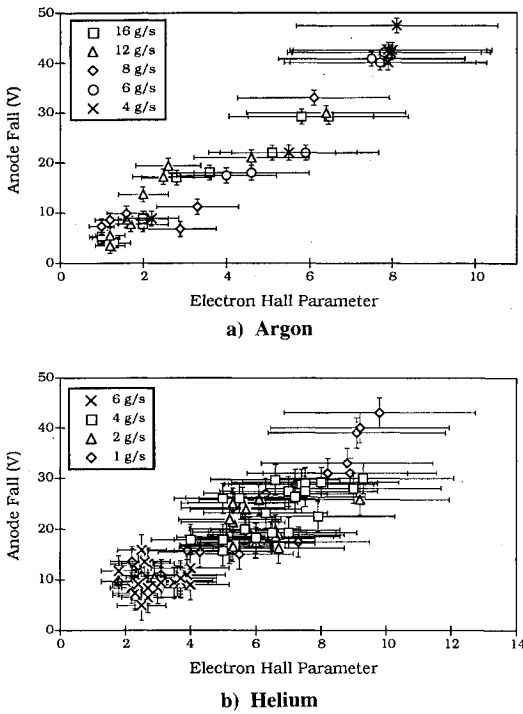 50
40
30
20
10
0
Anode Fall (V)
16 g/s
12 g/s
8 g/s
6 g/s
4 g/s
0
2
4
6
8
10
Electron Hall Parameter
a) Argon
50
40
30
20
10
0
Anode Fall (V)
6 g/s
4 g/s
2 g/s
1 g/s
0
2
4
6
8
10
12
14
Electron Hall Parameter
b) Helium